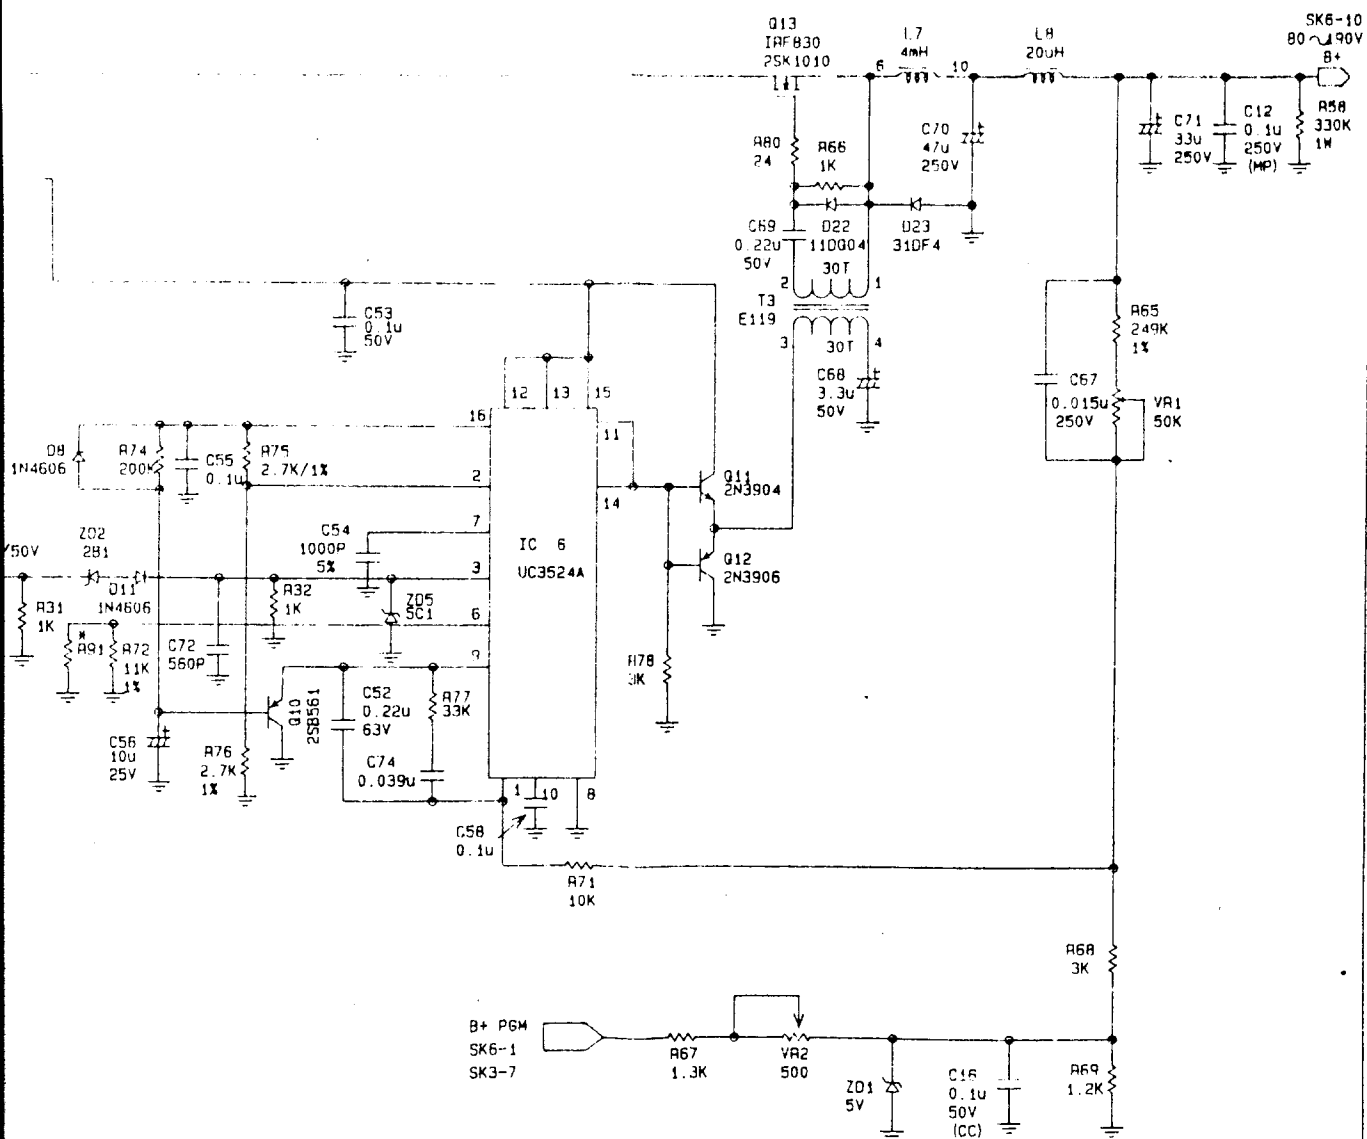 Q13
IRF830
2SK1010
L7
4mH
6
10
L8
20uH
SK6-10
80~190V
B+
R80
24
R66
1K
C70
47u
250V
C71
33u
250V
C12
0.1u
250V
(MP)
R58
330K
1W
C69
0.22u
50V
D22
11DQ04
D23
31DF4
30T
2
1
T3
E119
3
30T
4
C53
0.1u
50V
C68
3.3u
50V
R65
249K
1%
C67
0.015u
250V
VR1
50K
12
13
15
16
11
D8
1N4606
R74
200K
C55
0.1u
R75
2.7K/1%
2
14
Q11
2N3904
7
C54
1000P
5%
IC 6
UC3524A
Q12
2N3906
/50V
ZD2
2B1
D11
1N4606
3
R31
1K
R32
1K
ZD5
5C1
6
*
R91
R72
11K
1%
C72
560P
9
R78
3K
Q10
2SB561
C52
0.22u
63V
R77
33K
C56
10u
25V
R76
2.7K
1%
C74
0.039u
1
10
8
C58
0.1u
R71
10K
R68
3K
B+ PGM
SK6-1
SK3-7
R67
1.3K
VR2
500
ZD1
5V
C16
0.1u
50V
(CC)
R69
1.2K